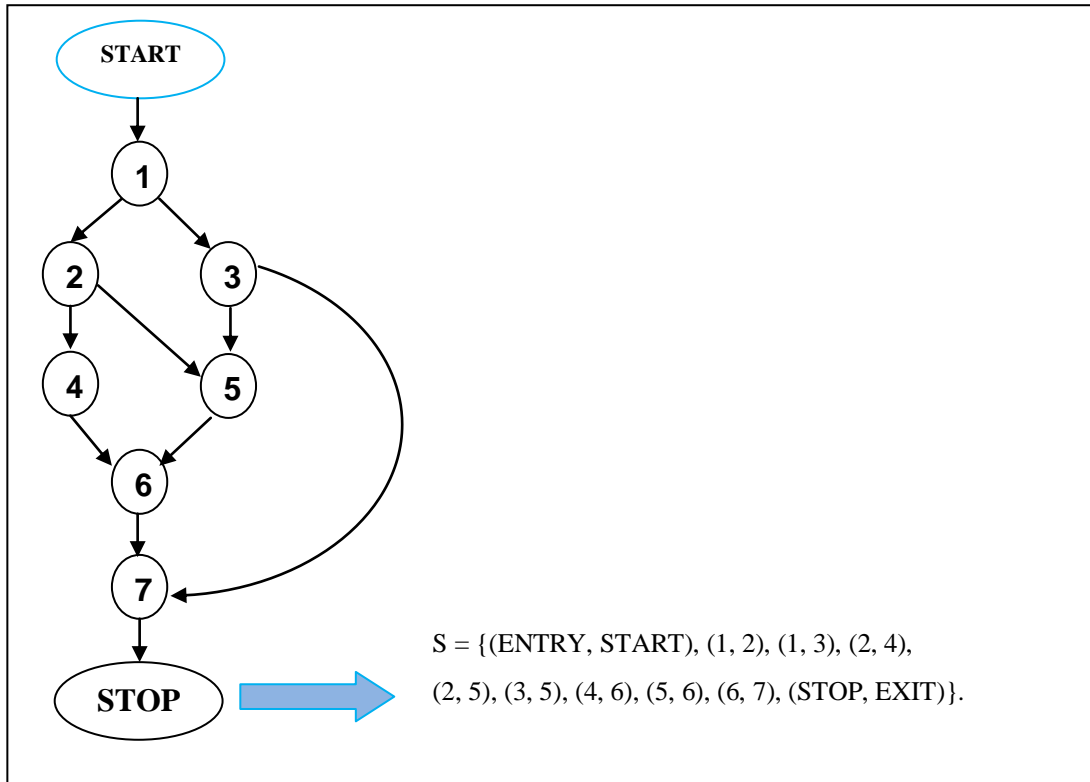 START
1
2
3
4
5
6
7
STOP
S = {(ENTRY, START), (1, 2), (1, 3), (2, 4),
(2, 5), (3, 5), (4, 6), (5, 6), (6, 7), (STOP, EXIT)}.